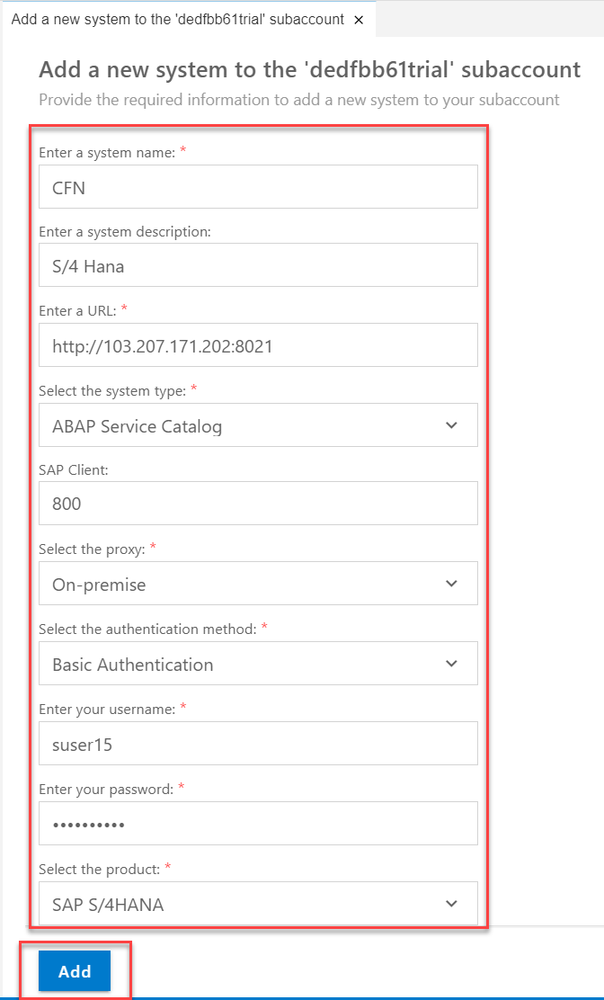 Add a new system to the 'dedfbb61trial' subaccount ×
Add a new system to the 'dedfbb61trial' subaccount
Provide the required information to add a new system to your subaccount
Enter a system name: *
CFN
Enter a system description:
S/4 Hana
Enter a URL: *
http://103.207.171.202:8021
Select the system type: *
ABAP Service Catalog
SAP Client:
800
Select the proxy: *
On-premise
Select the authentication method: *
Basic Authentication
Enter your username: *
suser15
Enter your password: *
••••••••••
Select the product: *
SAP S/4HANA
Add